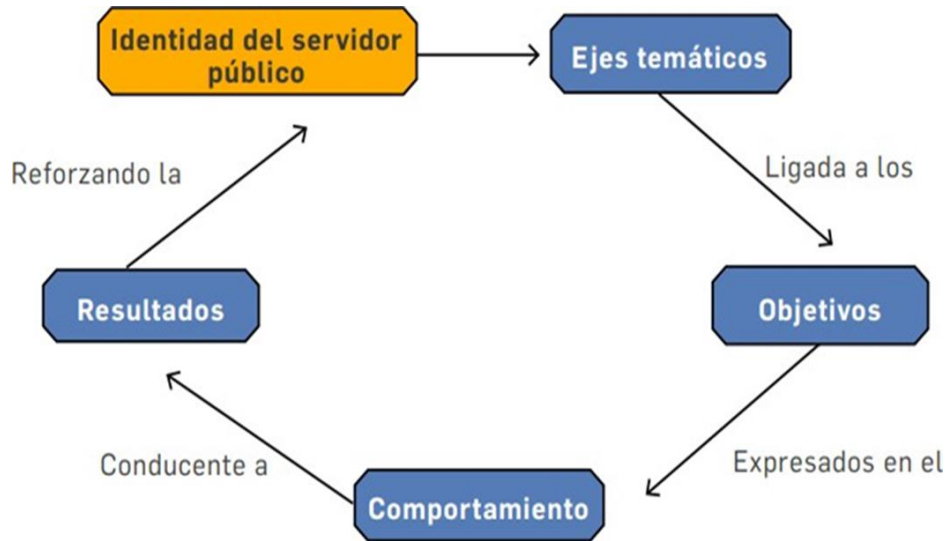 Identidad del servidor
público
Ejes temáticos
Ligada a los
Objetivos
Expresados en el
Comportamiento
Conducente a
Resultados
Reforzando la